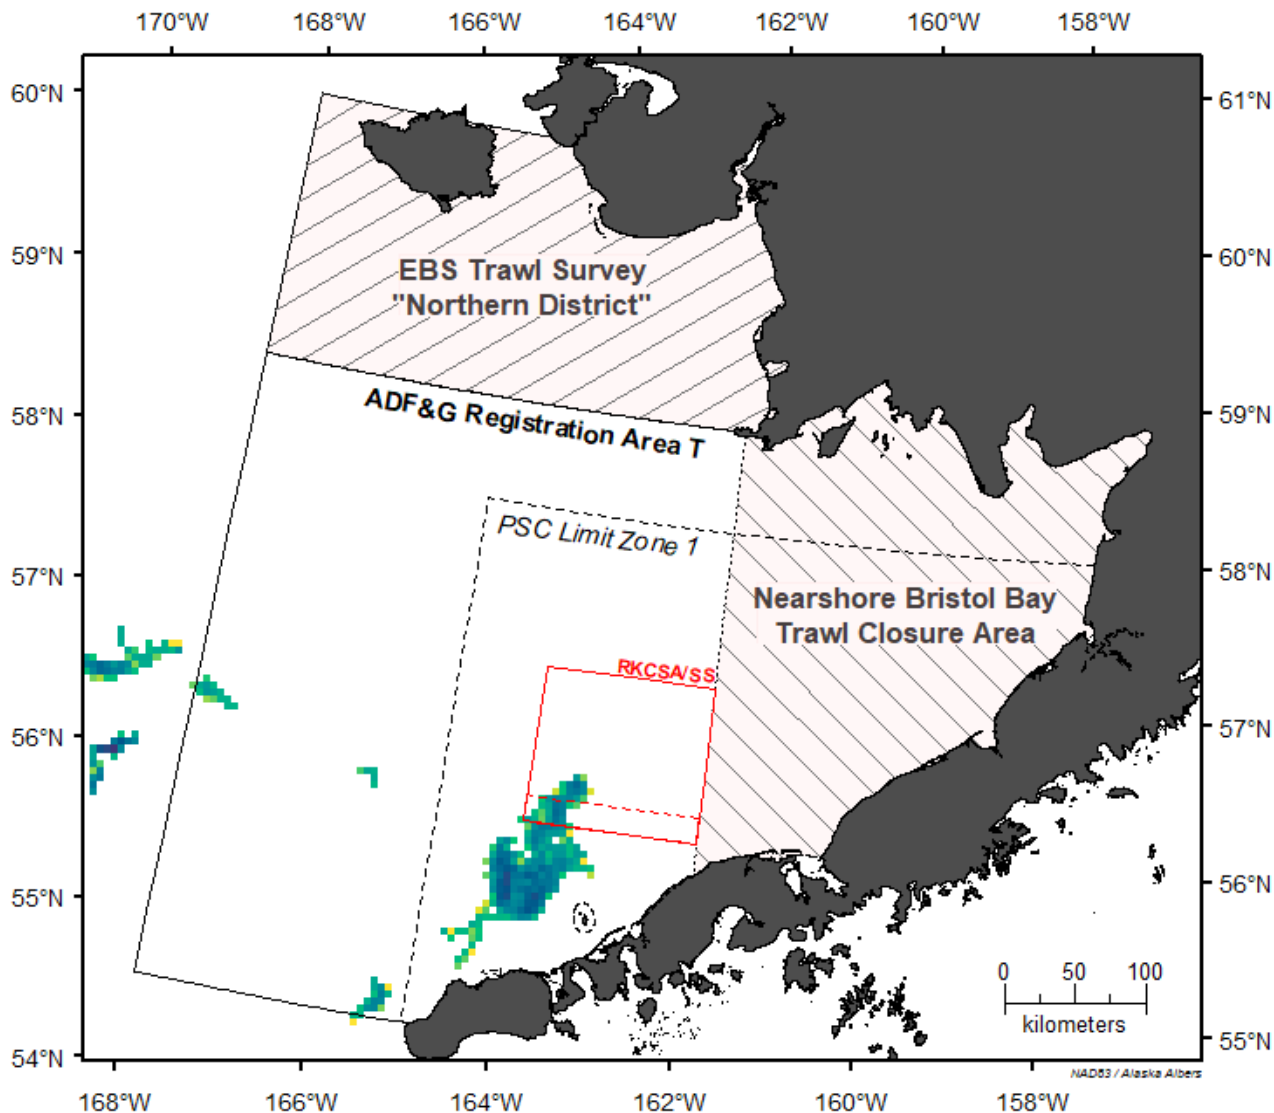 170°W 168°W 166°W 164°W 162°W 160°W 158°W
60°N 61°N
59°N 60°N
EBS Trawl Survey
"Northern District"
58°N 59°N
ADF&G Registration Area T
PSC Limit Zone 1
57°N 58°N
Nearshore Bristol Bay
Trawl Closure Area
RKCSA/SS
56°N 57°N
55°N 56°N
0 50 100
kilometers
54°N 55°N
NAD83 / Alaska Albers
168°W 166°W 164°W 162°W 160°W 158°W